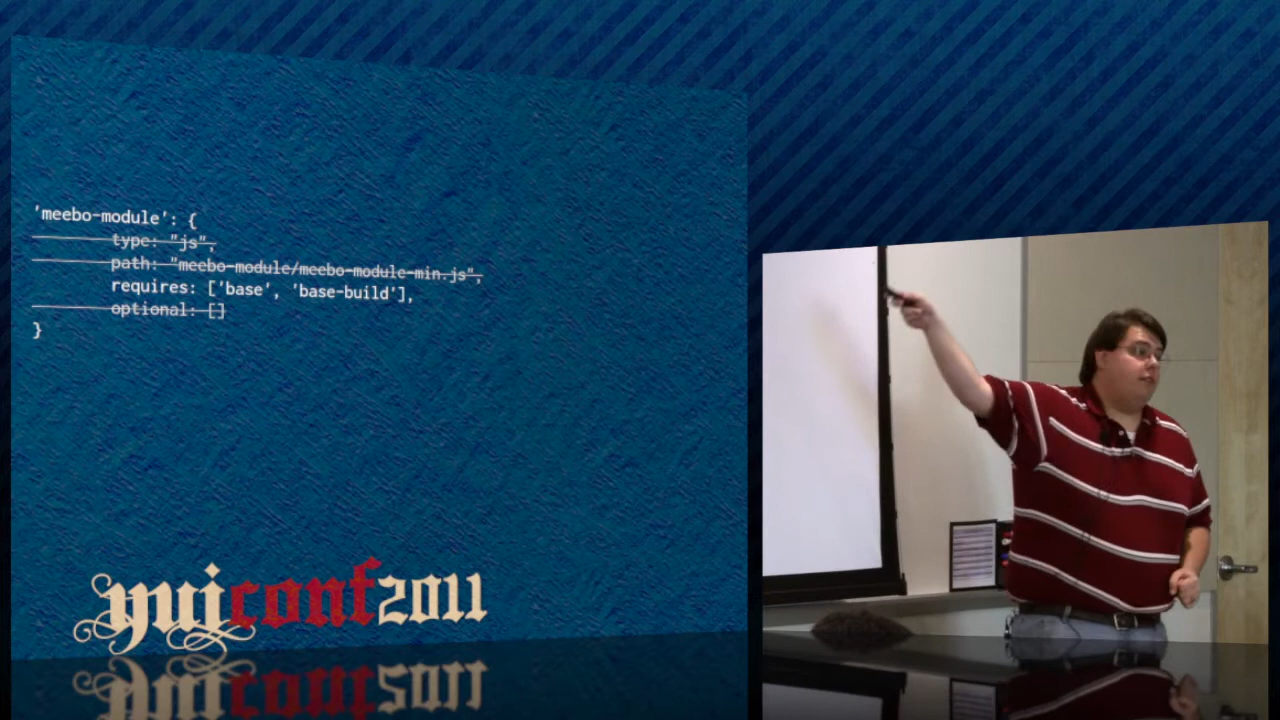 'meebo-module': {
type: "js",
path: "meebo-module/meebo-module-min.js",
requires: ['base', 'base-build'],
optional: []
}
yuiconf2011